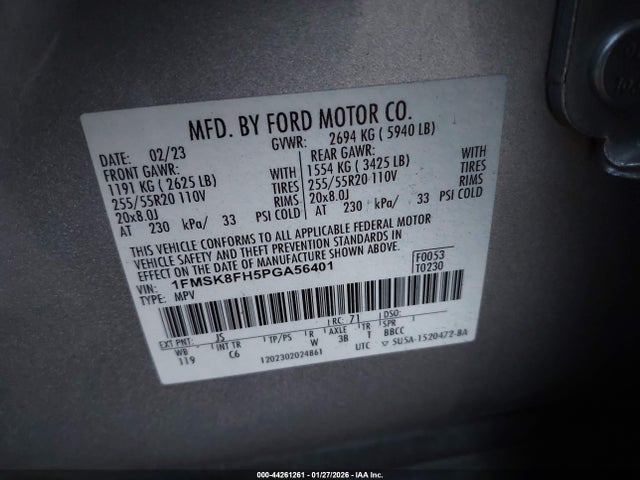 MFD. BY FORD MOTOR CO.
DATE: 02/23 GVWR: 2694 KG ( 5940 LB)
FRONT GAWR: REAR GAWR:
1191 KG ( 2625 LB) WITH 1554 KG ( 3425 LB) WITH
255/55R20 110V TIRES 255/55R20 110V TIRES
20x8.0J RIMS 20x8.0J RIMS
AT 230 kPa/ 33 PSI COLD AT 230 kPa/ 33 PSI COLD
THIS VEHICLE CONFORMS TO ALL APPLICABLE FEDERAL MOTOR
VEHICLE SAFETY AND THEFT PREVENTION STANDARDS IN
EFFECT ON THE DATE OF MANUFACTURE SHOWN ABOVE.
VIN: 1FMSK8FH5PGA56401 F0053
TYPE: MPV T0230
EXT PNT: JS RC: 71 DSO:
WB INT TR TP/PS R AXLE TR SPR
119 C6 W 3B T BBCC
1202302024861 UTC ▽ SUSA-1520472-BA
000-44261261 | 01/27/2026 | IAA Inc.